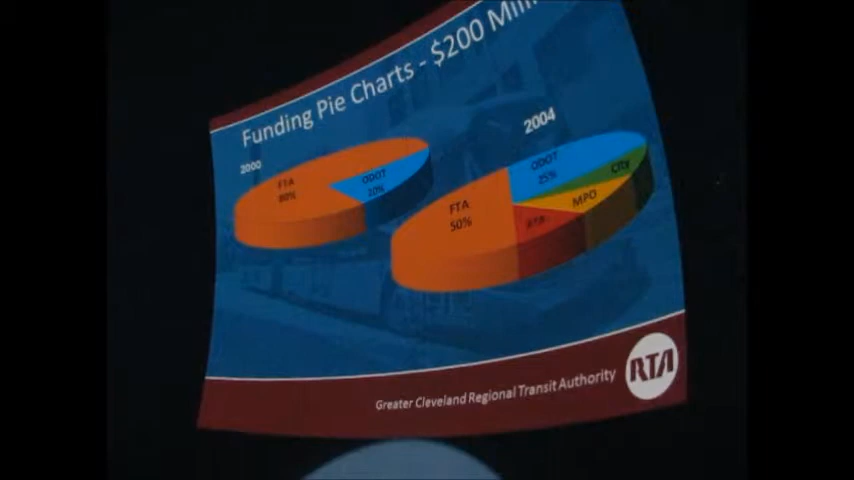 Funding Pie Charts - $200 Mill
2000
FTA
80%
ODOT
20%
2004
FTA
50%
ODOT
25%
City
MPO
RTA
Greater Cleveland Regional Transit Authority
RTA